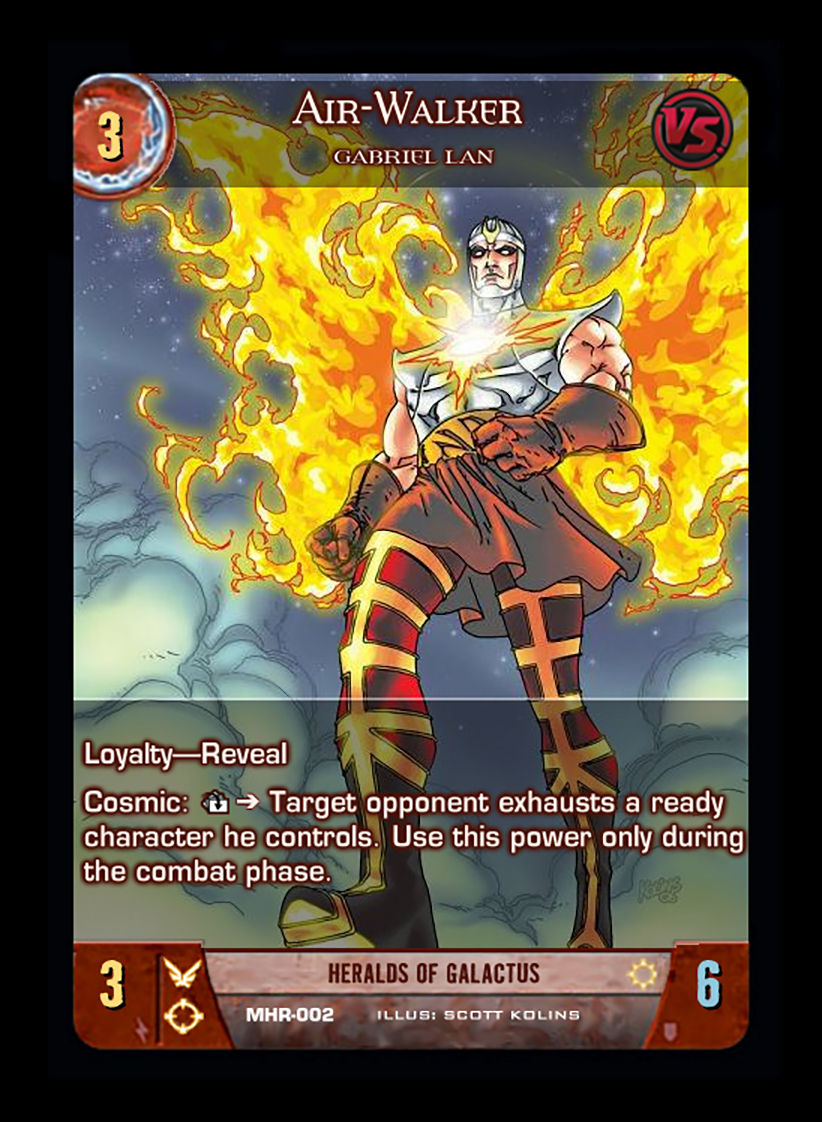 3
AIR-WALKER
VS.
GABRIEL LAN
Loyalty—Reveal
Cosmic: → Target opponent exhausts a ready
character he controls. Use this power only during
the combat phase.
KOLINS
3
HERALDS OF GALACTUS
6
MHR-002 ILLUS: SCOTT KOLINS